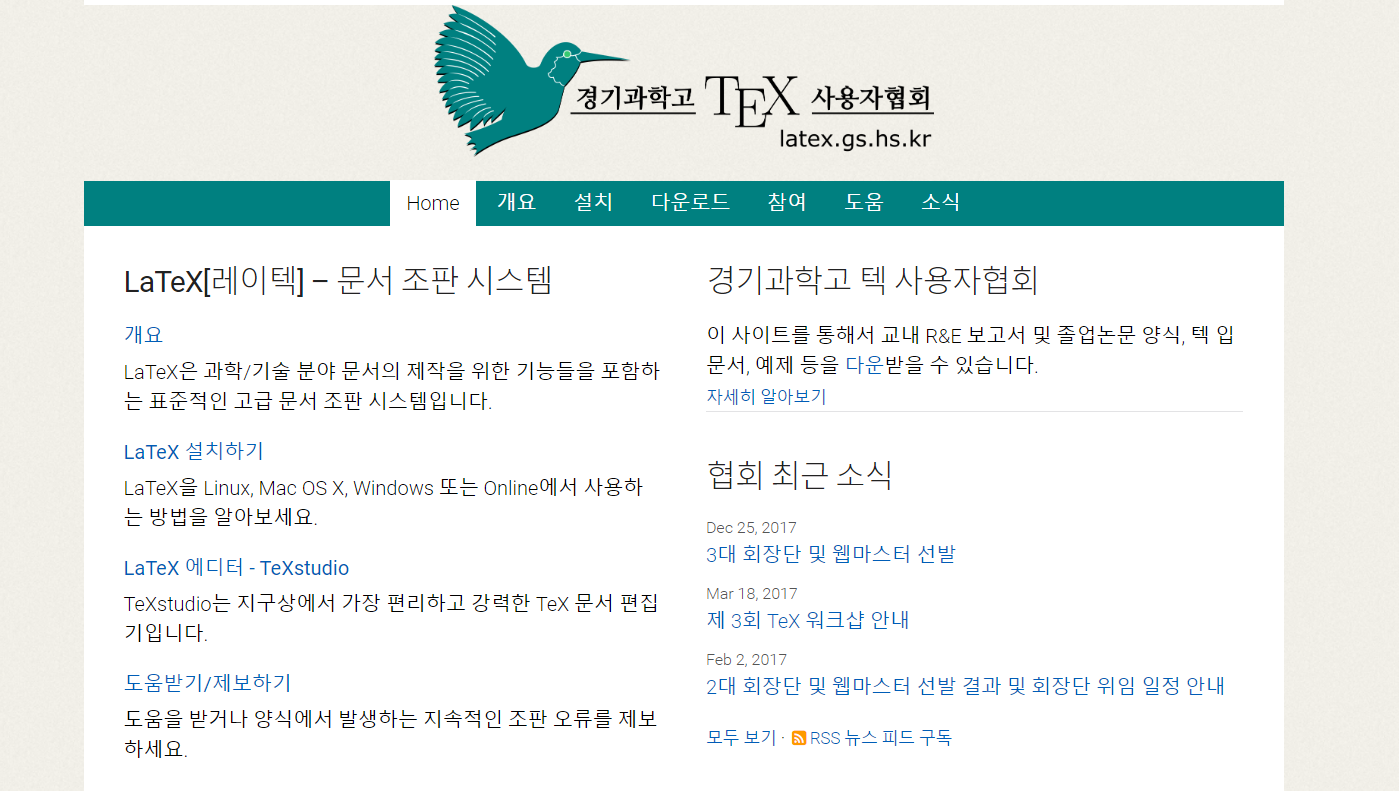 경기과학고 TEX 사용자협회
latex.gs.hs.kr
Home 개요 설치 다운로드 참여 도움 소식
LaTeX[레이텍] – 문서 조판 시스템
개요
LaTeX은 과학/기술 분야 문서의 제작을 위한 기능들을 포함하
는 표준적인 고급 문서 조판 시스템입니다.
LaTeX 설치하기
LaTeX을 Linux, Mac OS X, Windows 또는 Online에서 사용하
는 방법을 알아보세요.
LaTeX 에디터 - TeXstudio
TeXstudio는 지구상에서 가장 편리하고 강력한 TeX 문서 편집
기입니다.
도움받기/제보하기
도움을 받거나 양식에서 발생하는 지속적인 조판 오류를 제보
하세요.
경기과학고 텍 사용자협회
이 사이트를 통해서 교내 R&E 보고서 및 졸업논문 양식, 텍 입
문서, 예제 등을 다운받을 수 있습니다.
자세히 알아보기
협회 최근 소식
Dec 25, 2017
3대 회장단 및 웹마스터 선발
Mar 18, 2017
제 3회 TeX 워크샵 안내
Feb 2, 2017
2대 회장단 및 웹마스터 선발 결과 및 회장단 위임 일정 안내
모두 보기 · RSS 뉴스 피드 구독